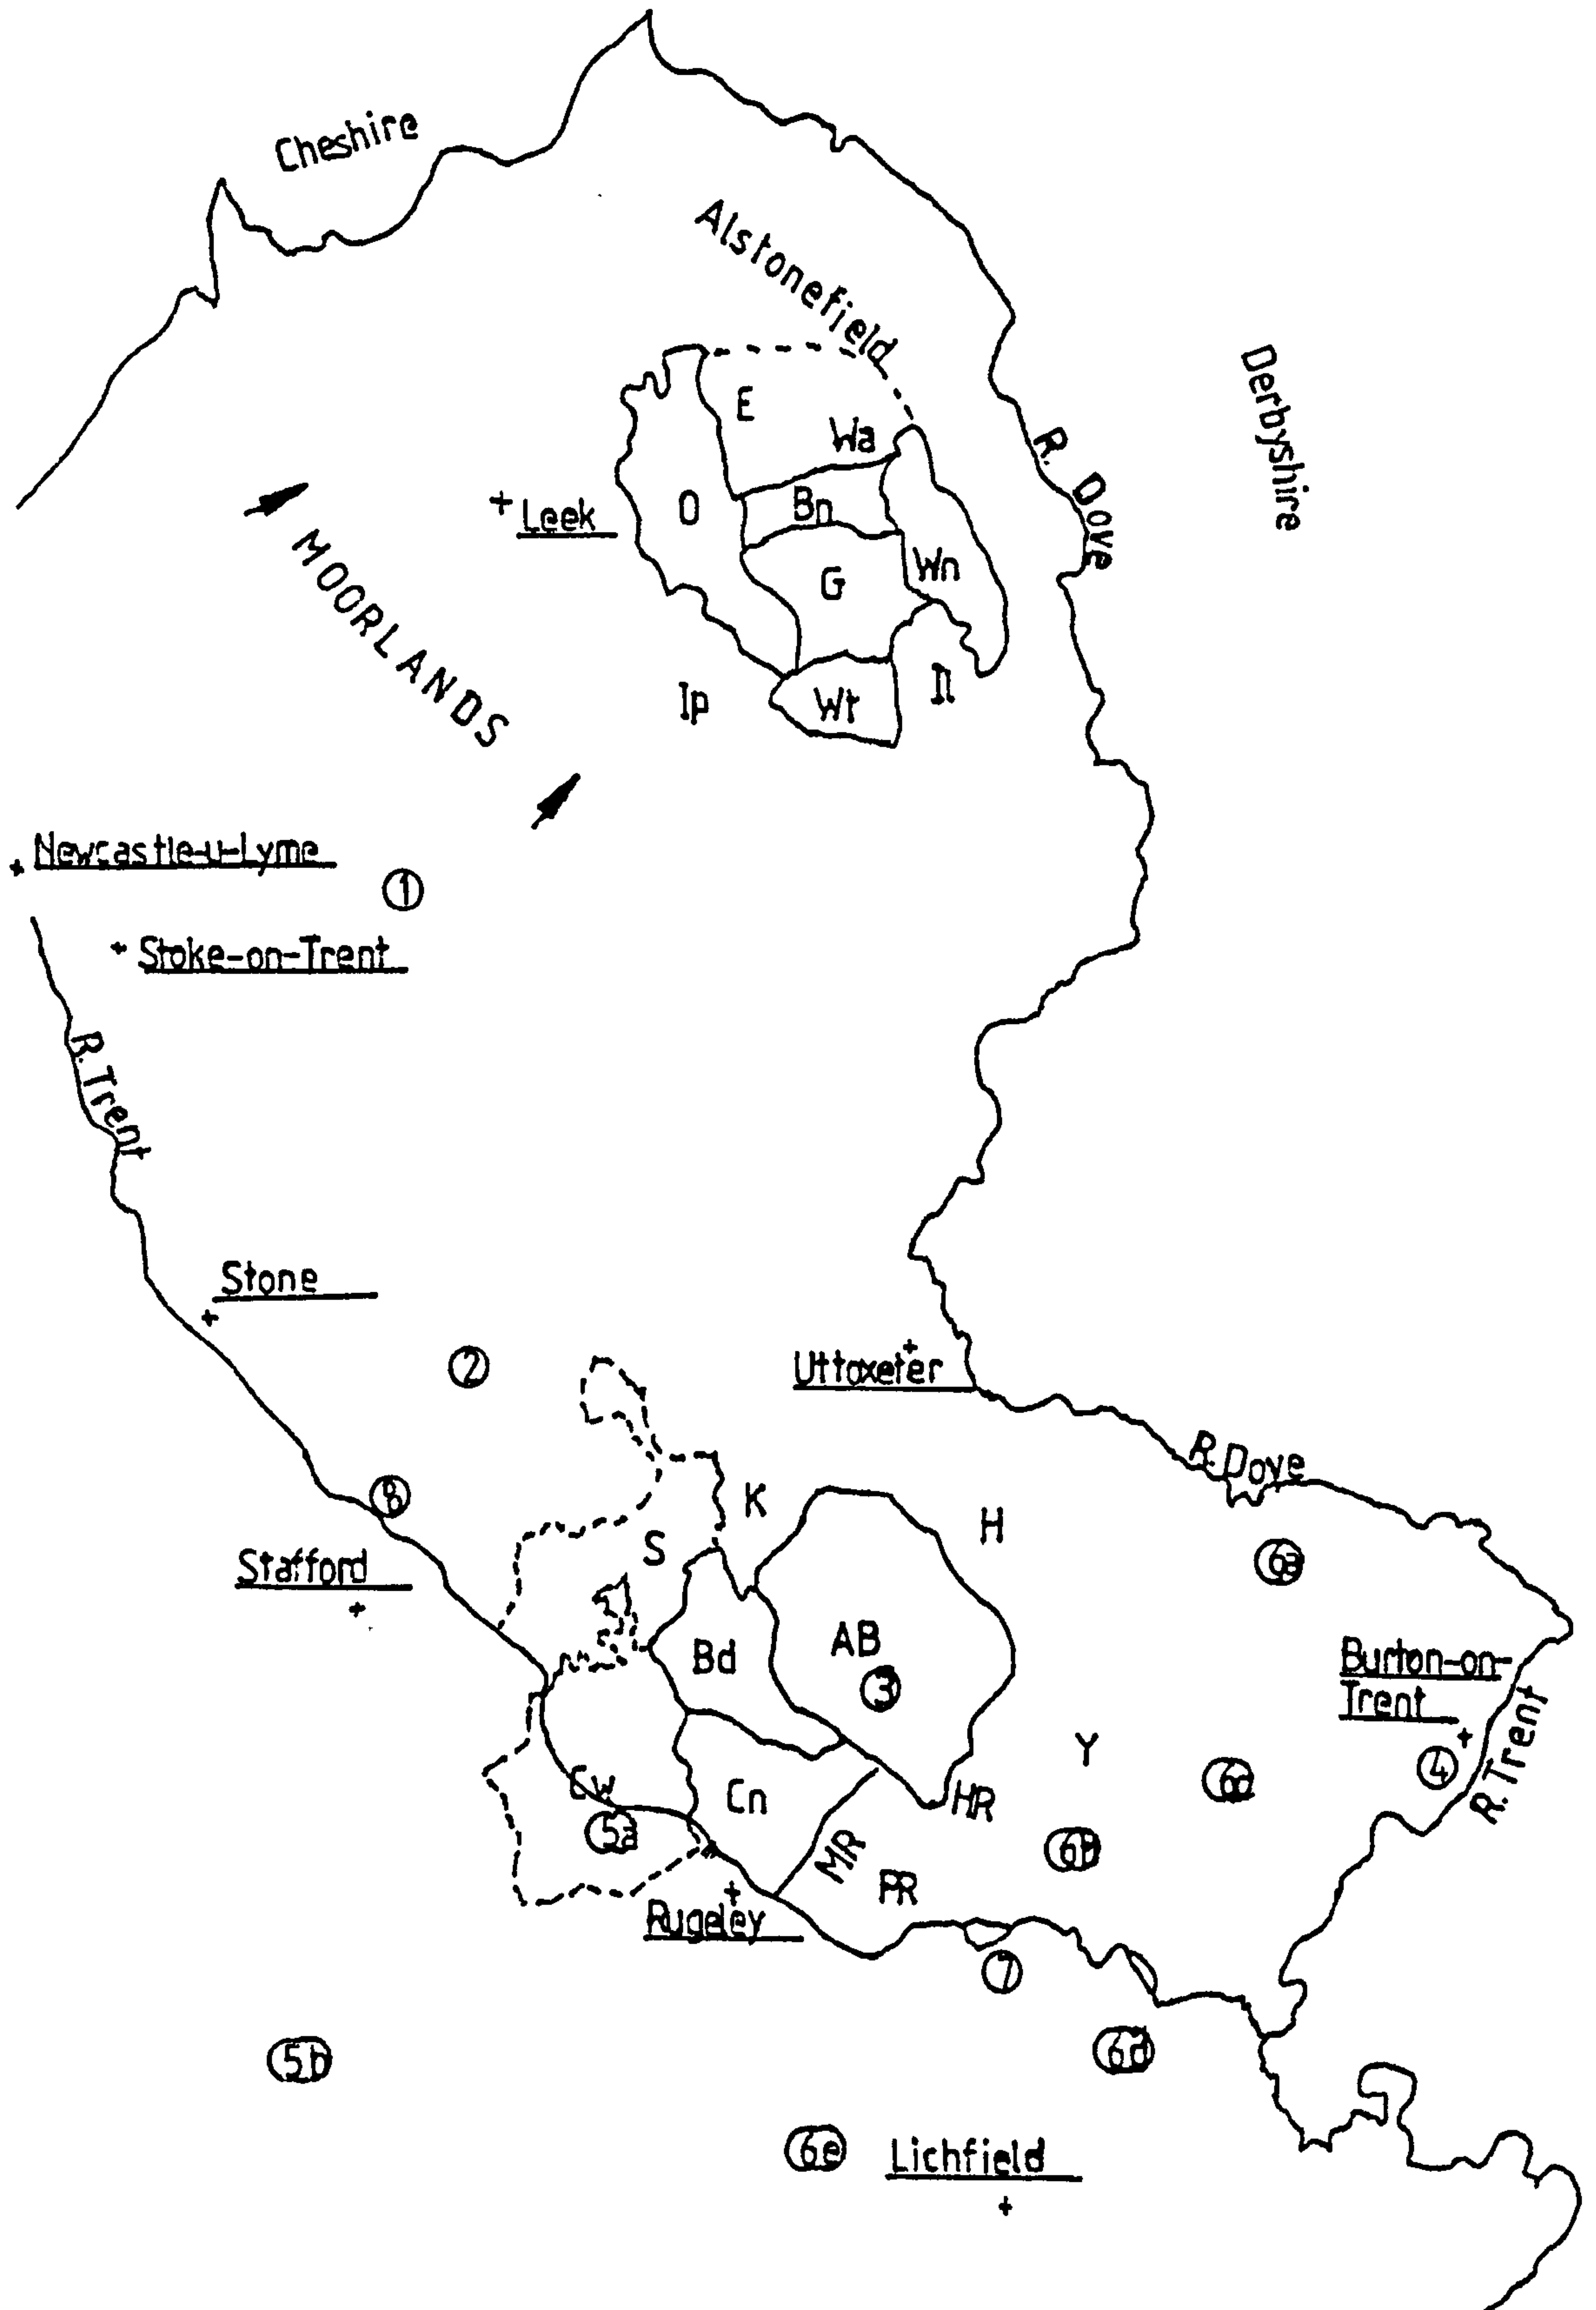 Cheshire
Alstonefield
Derbyshire
E
Wa
R. Dove
Leek
O
Bn
Wn
G
MOORLANDS
Il
Ip
Wt
Newcastle-u-Lyme
1
Stoke-on-Trent
R. Trent
Stone
2
Uttoxeter
R. Dove
8
K
H
S
6a
Stafford
AB
Bd
3
Burton-on-
Trent
R. Trent
Y
4
6c
Cw
Cn
HR
5a
6b
MR
PR
Rugeley
7
5b
6d
6e
Lichfield